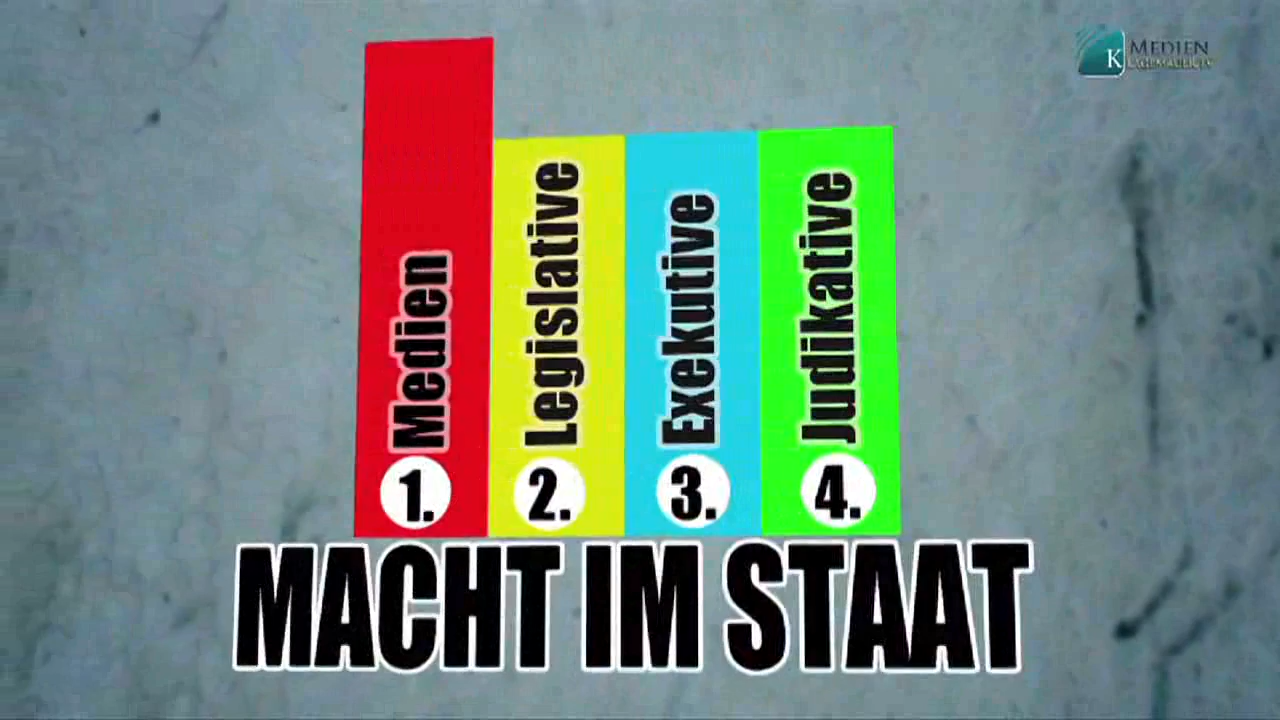 MEDIEN
K
1. Medien
2. Legislative
3. Exekutive
4. Judikative
MACHT IM STAAT